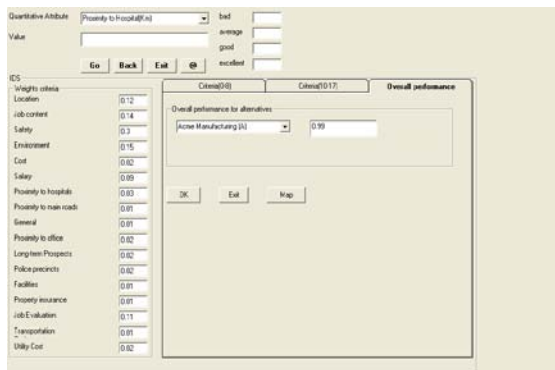 Quantitative Attribute
Proximity to Hospital(Km)
bad
Value
average
good
excellent
Go Back Exit @
IDS
Weights criteria
Location 0.12
Job content 0.14
Safety 0.3
Environment 0.15
Cost 0.02
Salary 0.09
Proximity to hospitals 0.03
Proximity to main roads 0.01
General 0.01
Proximity to office 0.02
Long-term Prospects 0.02
Police precincts 0.02
Facilities 0.01
Property insurance 0.01
Job Evaluation 0.11
Transportation 0.01
Utility Cost 0.02
Criteria(0-9) Criteria(10-17) Overall performance
Overall performance for alternatives
Acme Manufacturing (A) 0.99
OK Exit Map